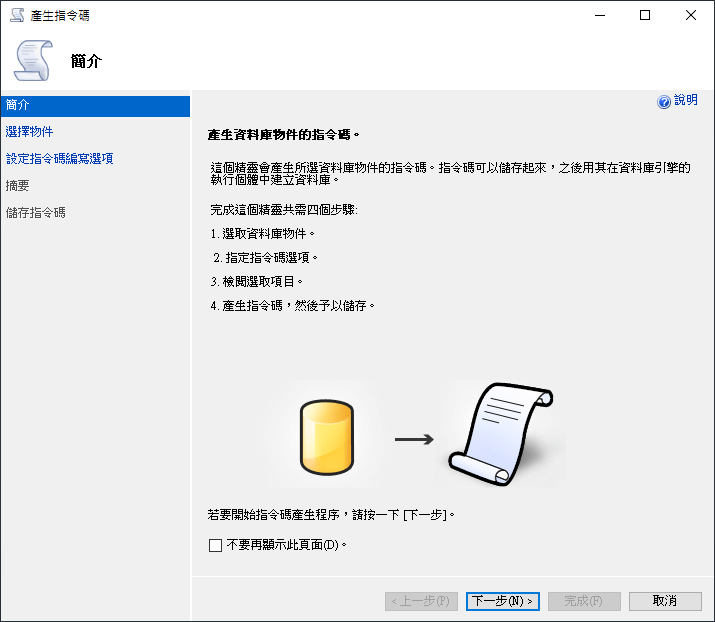 產生指令碼
簡介
簡介
選擇物件
設定指令碼編寫選項
摘要
儲存指令碼
說明
產生資料庫物件的指令碼。
這個精靈會產生所選資料庫物件的指令碼。指令碼可以儲存起來，之後用其在資料庫引擎的
執行個體中建立資料庫。
完成這個精靈共需四個步驟:
1. 選取資料庫物件。
2. 指定指令碼選項。
3. 檢閱選取項目。
4. 產生指令碼，然後予以儲存。
若要開始指令碼產生程序，請按一下 [下一步]。
不要再顯示此頁面(D)。
< 上一步(P)
下一步(N) >
完成(F)
取消